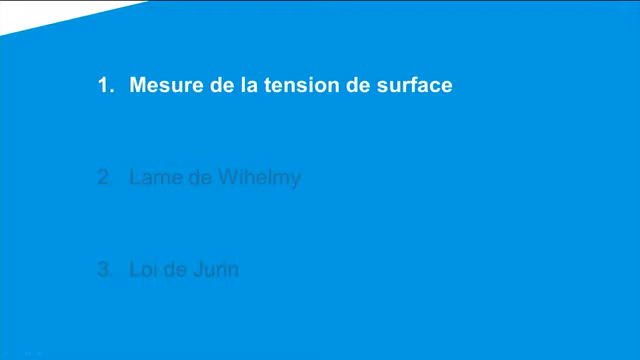 1. Mesure de la tension de surface
2. Lame de Wihelmy
3. Loi de Jurin